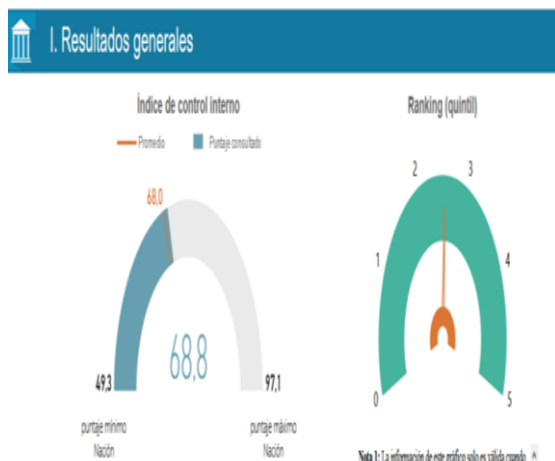 I. Resultados generales
Índice de control interno
Promedio
Puntaje consultado
68,0
68,8
49,3
97,1
puntaje mínimo
Nación
puntaje máximo
Nación
Ranking (quintil)
0
1
2
3
4
5
Nota 1: La información de este gráfico solo es válida cuando